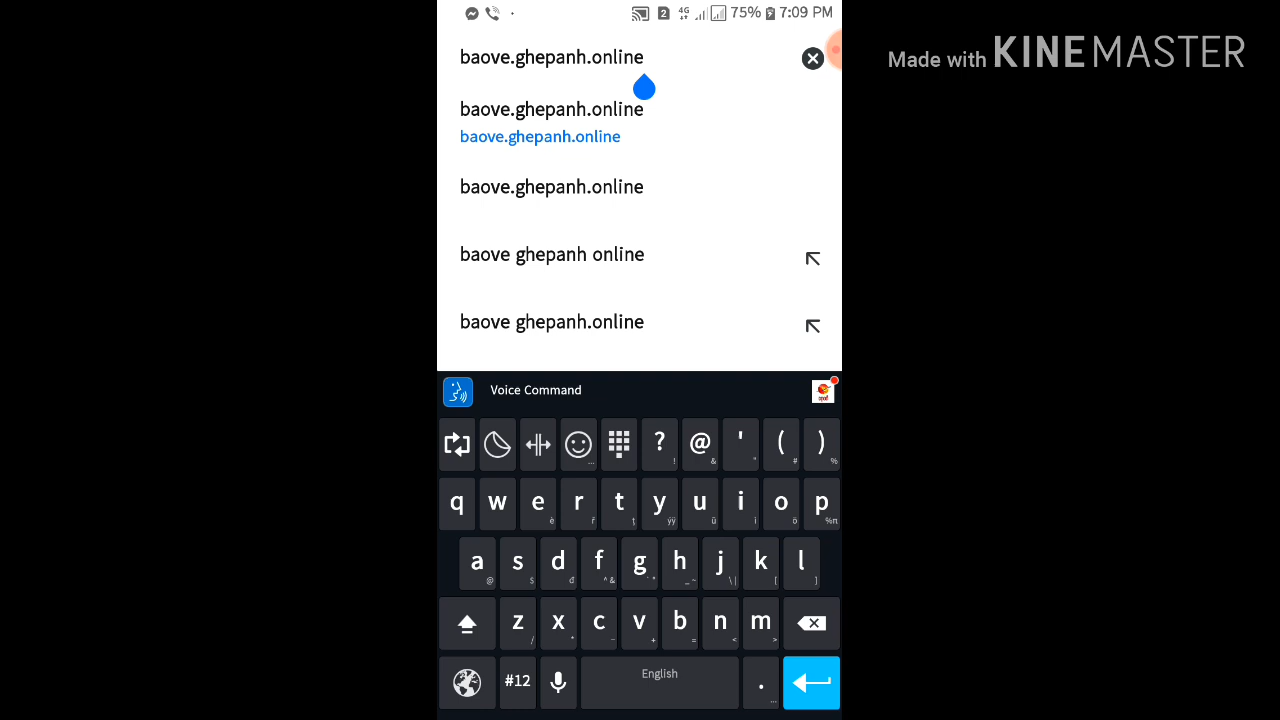 75% 7:09 PM
Made with KINEMASTER
baove.ghepanh.online
baove.ghepanh.online
baove.ghepanh.online
baove.ghepanh.online
baove ghepanh online
baove ghepanh.online
Voice Command
? ! @ & ' " ( # ) %
q w e è r ř t ţ y ýÿ u ü i ì o ö p %π
a @ s $ d đ f ^ & g ` * h _ ~ j \ | k [ l ]
z / x * c - v + b = n < m >
#12 English . ...